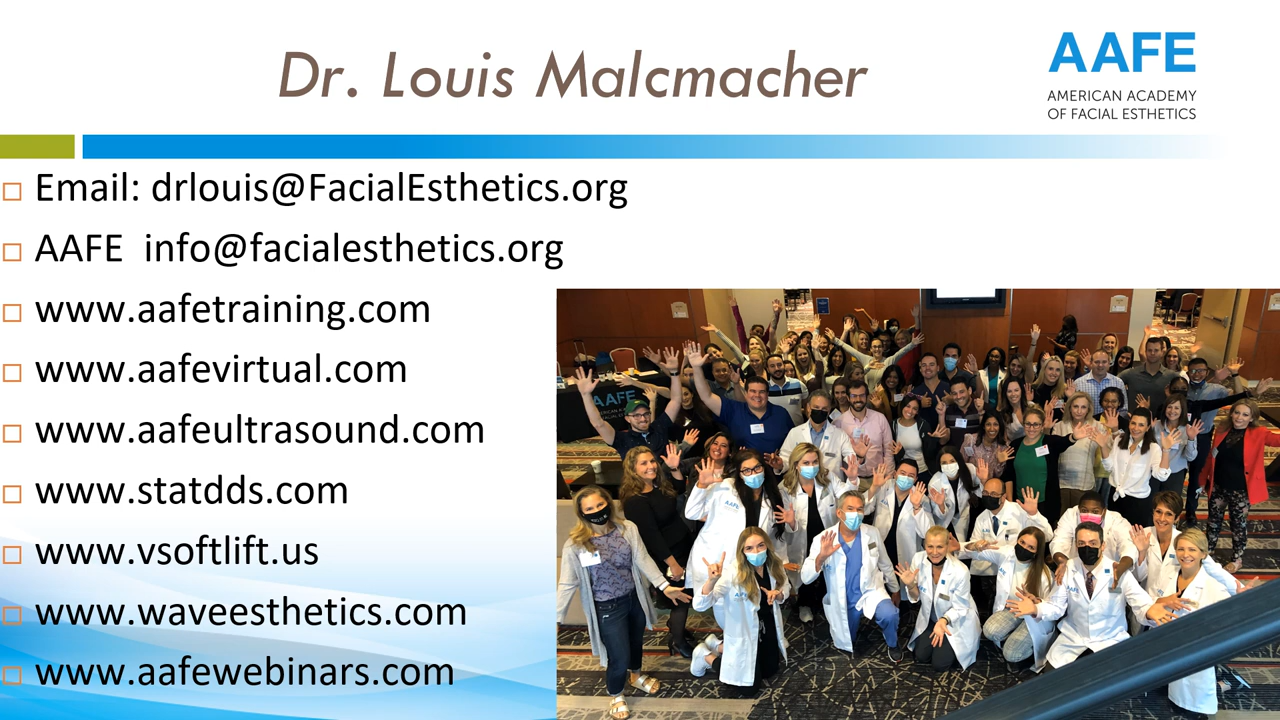 Dr. Louis Malcmacher
AAFE
AMERICAN ACADEMY
OF FACIAL ESTHETICS
Email: drlouis@FacialEsthetics.org
AAFE  info@facialesthetics.org
www.aafetraining.com
www.aafevirtual.com
www.aafeultrasound.com
www.statdds.com
www.vsoftlift.us
www.waveesthetics.com
www.aafewebinars.com
AAFE